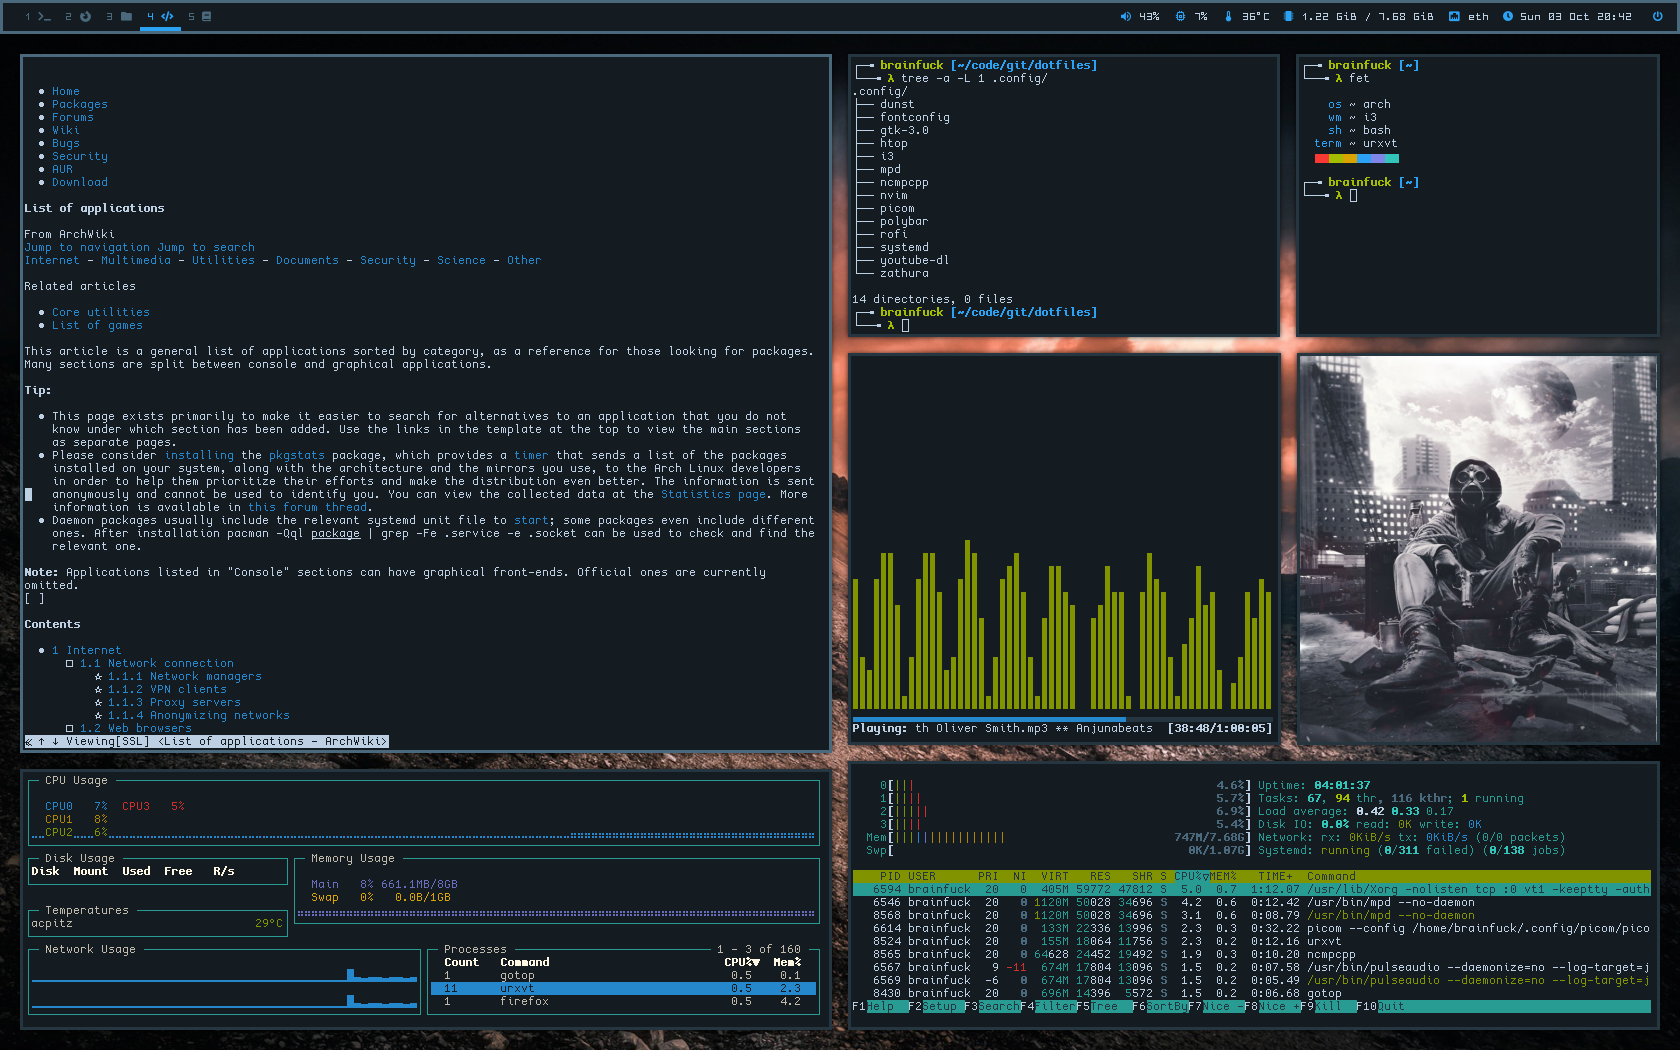 1 2 3 4 5
43% 7% 36°C 1.22 GiB / 7.68 GiB eth Sun 03 Oct 20:42
• Home
• Packages
• Forums
• Wiki
• Bugs
• Security
• AUR
• Download
List of applications
From ArchWiki
Jump to navigation Jump to search
Internet - Multimedia - Utilities - Documents - Security - Science - Other
Related articles
• Core utilities
• List of games
This article is a general list of applications sorted by category, as a reference for those looking for packages.
Many sections are split between console and graphical applications.
Tip:
• This page exists primarily to make it easier to search for alternatives to an application that you do not
know under which section has been added. Use the links in the template at the top to view the main sections
as separate pages.
• Please consider installing the pkgstats package, which provides a timer that sends a list of the packages
installed on your system, along with the architecture and the mirrors you use, to the Arch Linux developers
in order to help them prioritize their efforts and make the distribution even better. The information is sent
anonymously and cannot be used to identify you. You can view the collected data at the Statistics page. More
information is available in this forum thread.
• Daemon packages usually include the relevant systemd unit file to start; some packages even include different
ones. After installation pacman -Qql package | grep -Fe .service -e .socket can be used to check and find the
relevant one.
Note: Applications listed in "Console" sections can have graphical front-ends. Official ones are currently
omitted.
[ ]
Contents
• 1 Internet
□ 1.1 Network connection
☆ 1.1.1 Network managers
☆ 1.1.2 VPN clients
☆ 1.1.3 Proxy servers
☆ 1.1.4 Anonymizing networks
□ 1.2 Web browsers
≪ ↑ ↓ Viewing[SSL] <List of applications - ArchWiki>
brainfuck [~/code/git/dotfiles]
λ tree -a -L 1 .config/
.config/
├── dunst
├── fontconfig
├── gtk-3.0
├── htop
├── i3
├── mpd
├── ncmpcpp
├── nvim
├── picom
├── polybar
├── rofi
├── systemd
├── youtube-dl
└── zathura
14 directories, 0 files
brainfuck [~/code/git/dotfiles]
λ
brainfuck [~]
λ fet
os ~ arch
wm ~ i3
sh ~ bash
term ~ urxvt
brainfuck [~]
λ
Playing: th Oliver Smith.mp3 ** Anjunabeats [38:48/1:00:05]
CPU Usage
CPU0 7% CPU3 5%
CPU1 8%
CPU2 6%
Disk Usage
Disk Mount Used Free R/s
Memory Usage
Main 8% 661.1MB/8GB
Swap 0% 0.0B/1GB
Temperatures
acpitz 29°C
Network Usage
Processes 1 - 3 of 160
Count Command CPU%▼ Mem%
1 gotop 0.5 0.1
11 urxvt 0.5 2.3
1 firefox 0.5 4.2
0[||| 4.6%] Uptime: 04:01:37
1[|||| 5.7%] Tasks: 67, 94 thr, 116 kthr; 1 running
2[||||| 6.9%] Load average: 0.42 0.33 0.17
3[|||| 5.4%] Disk IO: 0.0% read: 0K write: 0K
Mem[|||||||||||||||| 747M/7.68G] Network: rx: 0KiB/s tx: 0KiB/s (0/0 packets)
Swp[ 0K/1.07G] Systemd: running (0/311 failed) (0/138 jobs)
PID USER PRI NI VIRT RES SHR S CPU%▽MEM% TIME+ Command
6594 brainfuck 20 0 405M 59772 47812 S 5.0 0.7 1:12.07 /usr/lib/Xorg -nolisten tcp :0 vt1 -keeptty -auth
6546 brainfuck 20 0 1120M 50028 34696 S 4.2 0.6 0:12.42 /usr/bin/mpd --no-daemon
8568 brainfuck 20 0 1120M 50028 34696 S 3.1 0.6 0:08.79 /usr/bin/mpd --no-daemon
6614 brainfuck 20 0 133M 22336 13996 S 2.3 0.3 0:32.22 picom --config /home/brainfuck/.config/picom/pico
8524 brainfuck 20 0 155M 18064 11756 S 2.3 0.2 0:12.16 urxvt
8565 brainfuck 20 0 64628 24452 19492 S 1.9 0.3 0:10.20 ncmpcpp
6567 brainfuck 9 -11 674M 17804 13096 S 1.5 0.2 0:07.58 /usr/bin/pulseaudio --daemonize=no --log-target=j
6569 brainfuck -6 0 674M 17804 13096 S 1.5 0.2 0:05.49 /usr/bin/pulseaudio --daemonize=no --log-target=j
8430 brainfuck 20 0 696M 14396 5572 S 1.5 0.2 0:06.68 gotop
F1Help F2Setup F3SearchF4FilterF5Tree F6SortByF7Nice -F8Nice +F9Kill F10Quit